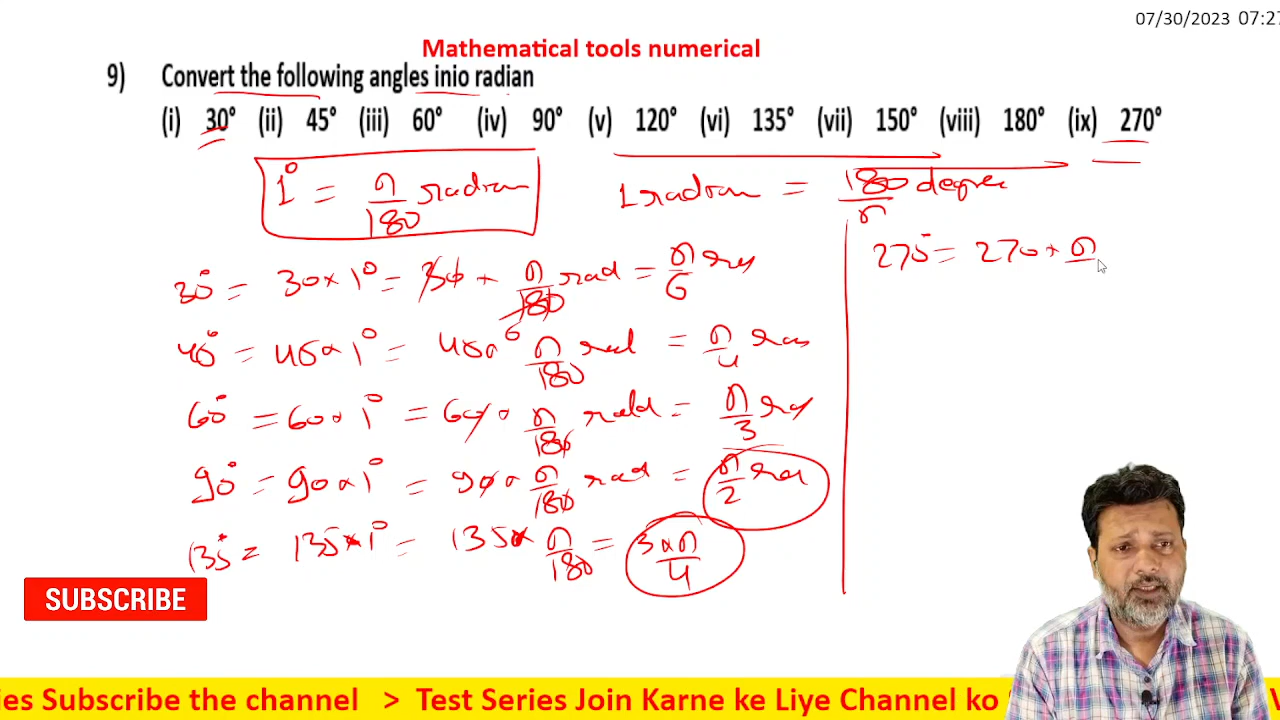 07/30/2023 07:27
Mathematical tools numerical
9) Convert the following angles inio radian
(i) 30° (ii) 45° (iii) 60° (iv) 90° (v) 120° (vi) 135° (vii) 150° (viii) 180° (ix) 270°
1° = π/180 radian
1 radian = 180/π degree
30° = 30 × 1° = 30 × π/180 rad = π/6 rad
45° = 45 × 1° = 45 × π/180 rad = π/4 rad
60° = 60 × 1° = 60 × π/180 rad = π/3 rad
90° = 90 × 1° = 90 × π/180 rad = π/2 rad
135° = 135 × 1° = 135 × π/180 = 3×π/4
270° = 270 × π
SUBSCRIBE
ies Subscribe the channel > Test Series Join Karne ke Liye Channel ko